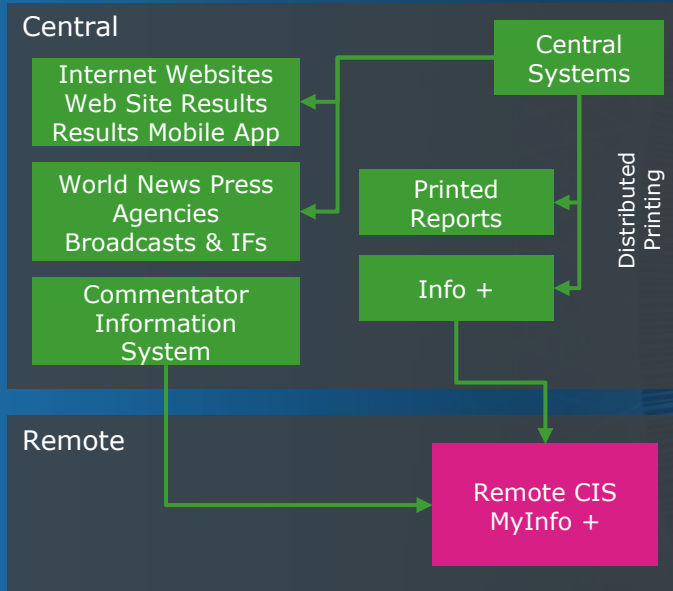 Central
Central
Systems
Internet Websites
Web Site Results
Results Mobile App
World News Press
Agencies
Broadcasts & IFs
Printed
Reports
Distributed
Printing
Commentator
Information
System
Info +
Remote
Remote CIS
MyInfo +